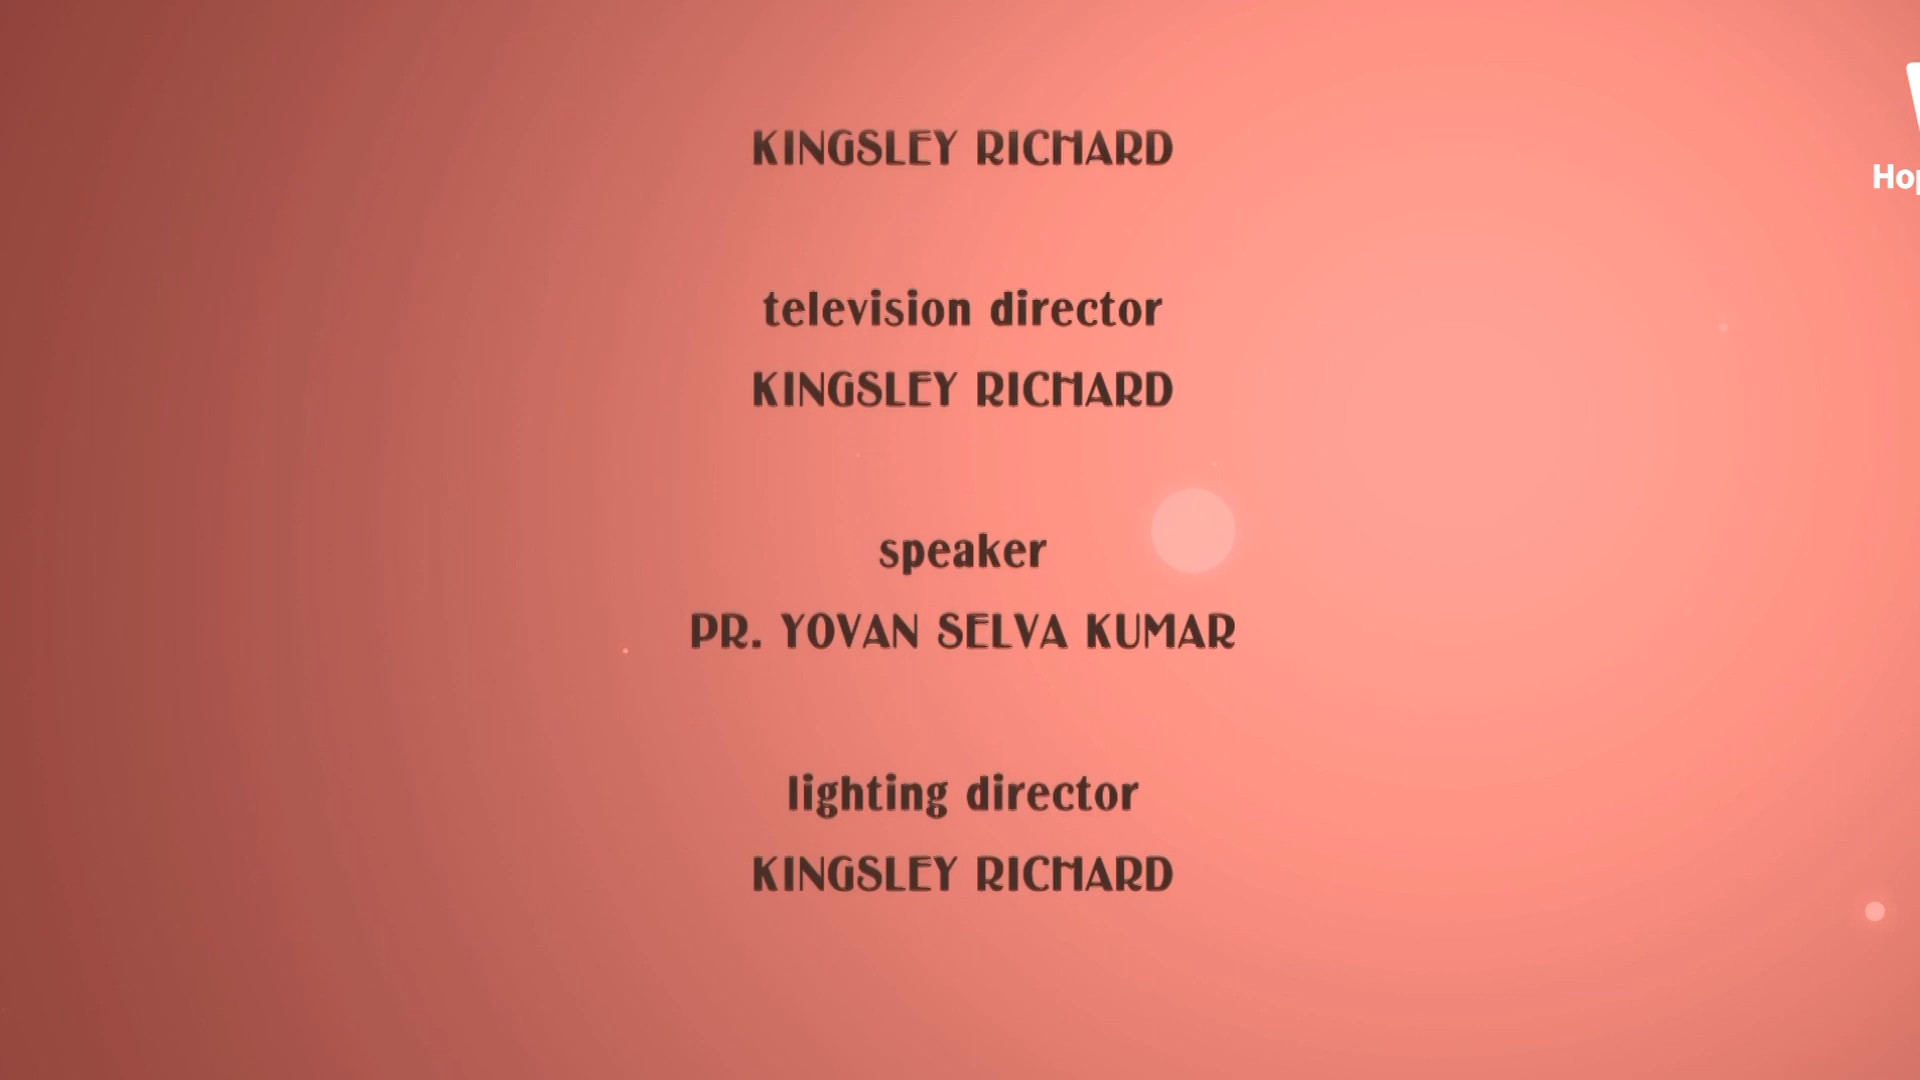 KINGSLEY RICHARD
television director
KINGSLEY RICHARD
speaker
PR. YOVAN SELVA KUMAR
lighting director
KINGSLEY RICHARD